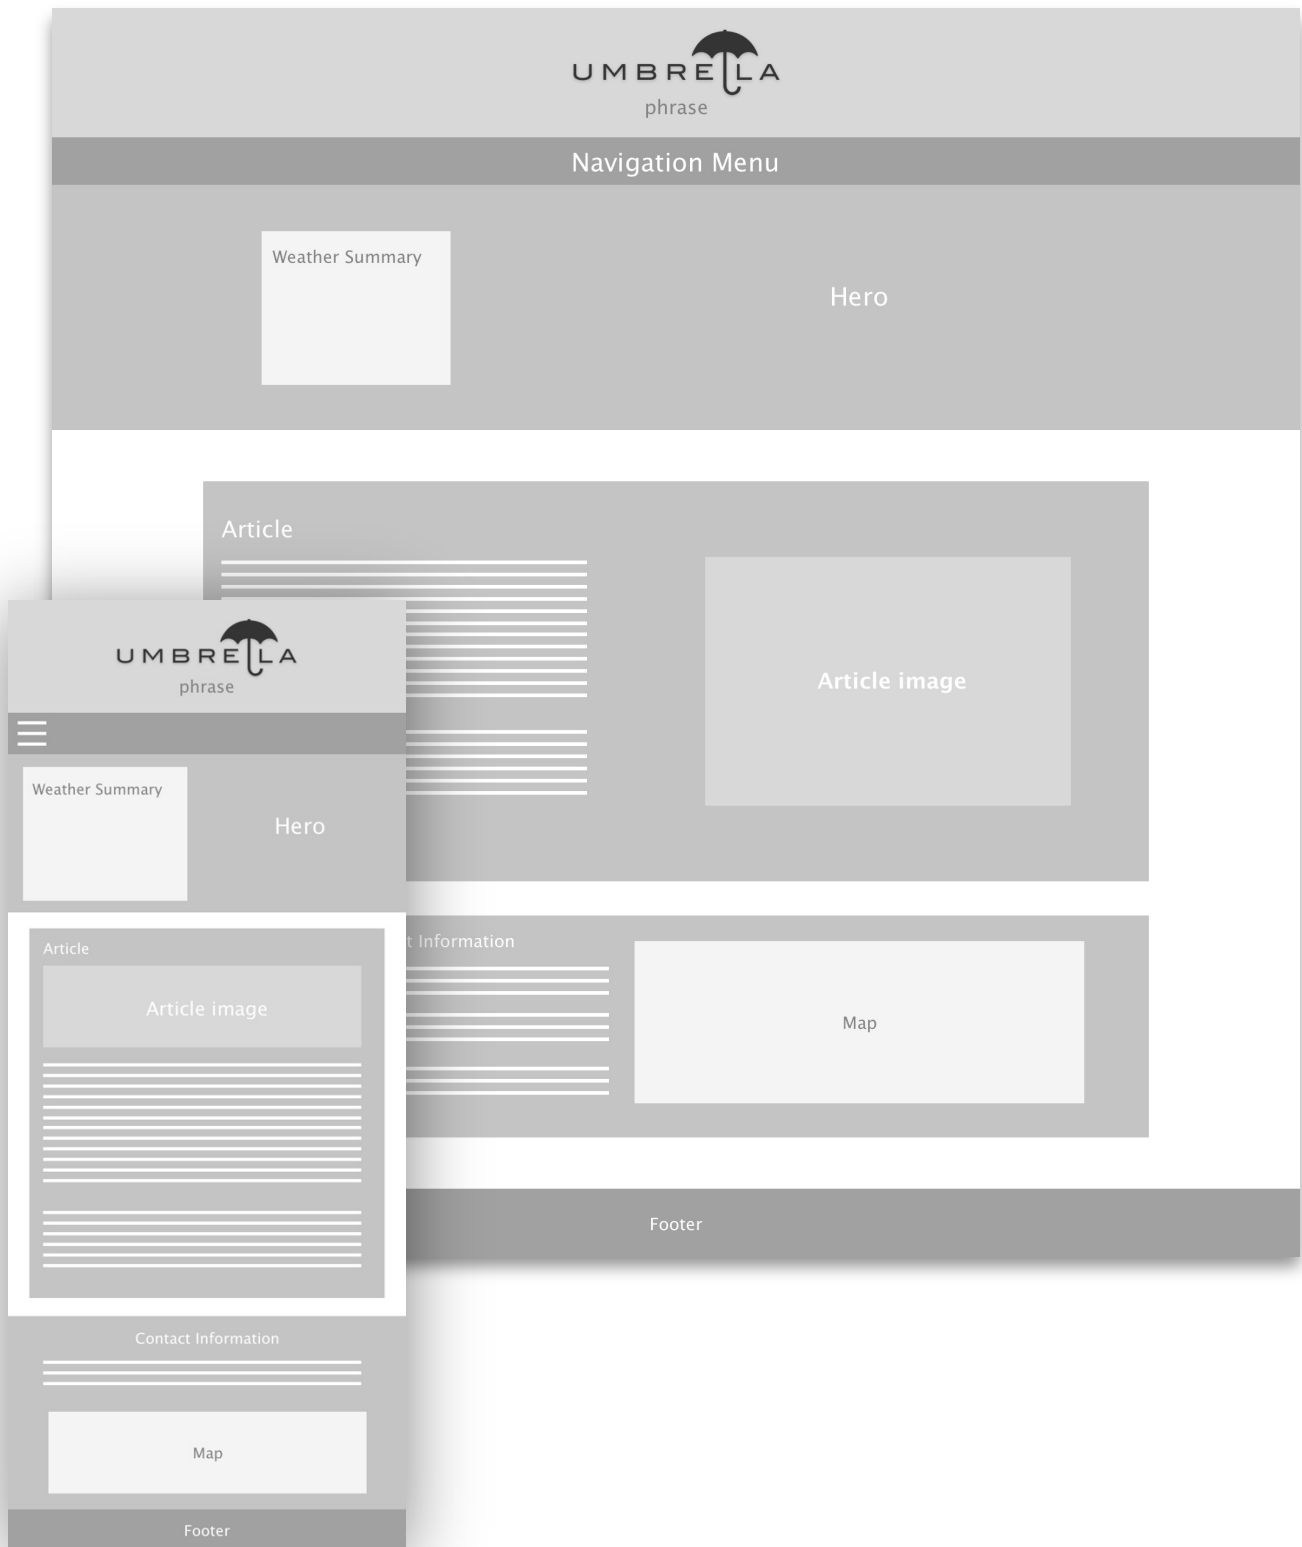 UMBRELLA
phrase
Navigation Menu
Weather Summary
Hero
Article
Article image
t Information
Map
Footer
UMBRELLA
phrase
Weather Summary
Hero
Article
Article image
Contact Information
Map
Footer